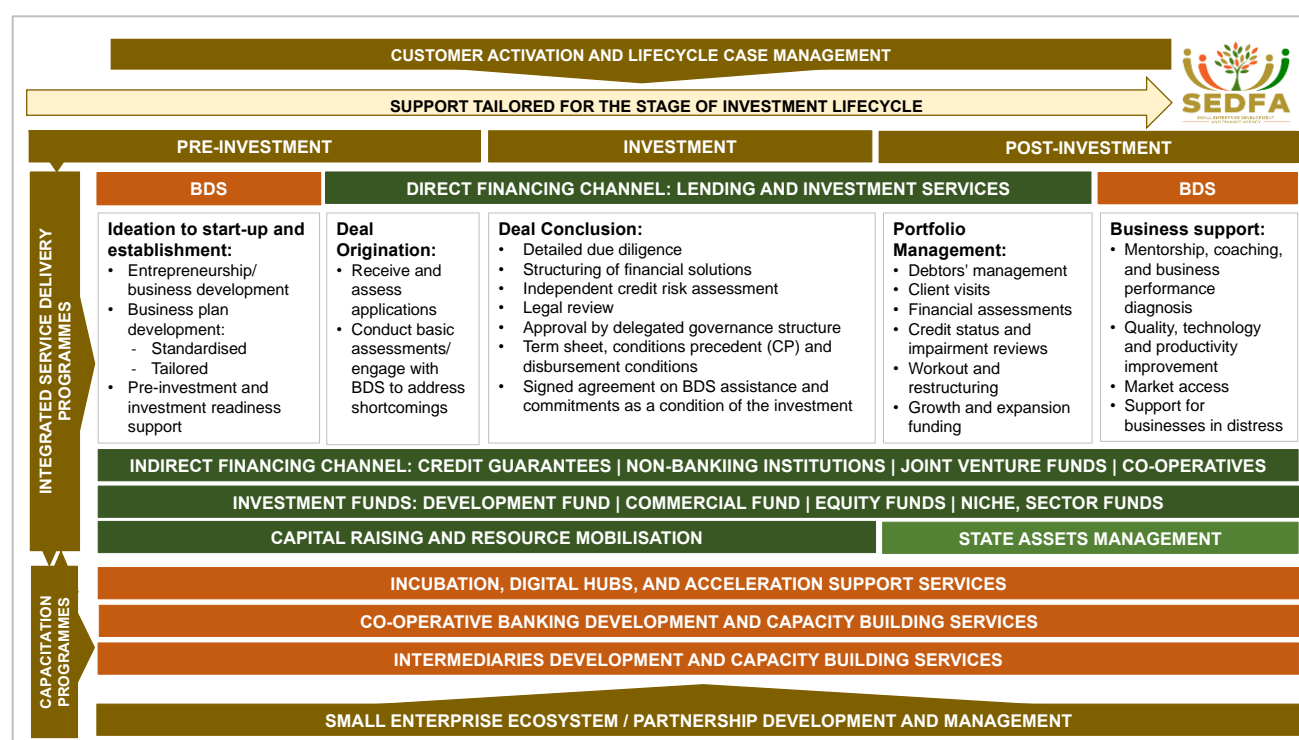 CUSTOMER ACTIVATION AND LIFECYCLE CASE MANAGEMENT
SUPPORT TAILORED FOR THE STAGE OF INVESTMENT LIFECYCLE
SEDFA
SMALL ENTERPRISE DEVELOPMENT
AND FINANCE AGENCY
PRE-INVESTMENT
INVESTMENT
POST-INVESTMENT
INTEGRATED SERVICE DELIVERY
PROGRAMMES
BDS
DIRECT FINANCING CHANNEL: LENDING AND INVESTMENT SERVICES
BDS
Ideation to start-up and
establishment:
• Entrepreneurship/
business development
• Business plan
development:
- Standardised
- Tailored
• Pre-investment and
investment readiness
support
Deal
Origination:
• Receive and
assess
applications
• Conduct basic
assessments/
engage with
BDS to address
shortcomings
Deal Conclusion:
• Detailed due diligence
• Structuring of financial solutions
• Independent credit risk assessment
• Legal review
• Approval by delegated governance structure
• Term sheet, conditions precedent (CP) and
disbursement conditions
• Signed agreement on BDS assistance and
commitments as a condition of the investment
Portfolio
Management:
• Debtors' management
• Client visits
• Financial assessments
• Credit status and
impairment reviews
• Workout and
restructuring
• Growth and expansion
funding
Business support:
• Mentorship, coaching,
and business
performance
diagnosis
• Quality, technology
and productivity
improvement
• Market access
• Support for
businesses in distress
INDIRECT FINANCING CHANNEL: CREDIT GUARANTEES | NON-BANKIING INSTITUTIONS | JOINT VENTURE FUNDS | CO-OPERATIVES
INVESTMENT FUNDS: DEVELOPMENT FUND | COMMERCIAL FUND | EQUITY FUNDS | NICHE, SECTOR FUNDS
CAPITAL RAISING AND RESOURCE MOBILISATION
STATE ASSETS MANAGEMENT
CAPACITATION
PROGRAMMES
INCUBATION, DIGITAL HUBS, AND ACCELERATION SUPPORT SERVICES
CO-OPERATIVE BANKING DEVELOPMENT AND CAPACITY BUILDING SERVICES
INTERMEDIARIES DEVELOPMENT AND CAPACITY BUILDING SERVICES
SMALL ENTERPRISE ECOSYSTEM / PARTNERSHIP DEVELOPMENT AND MANAGEMENT